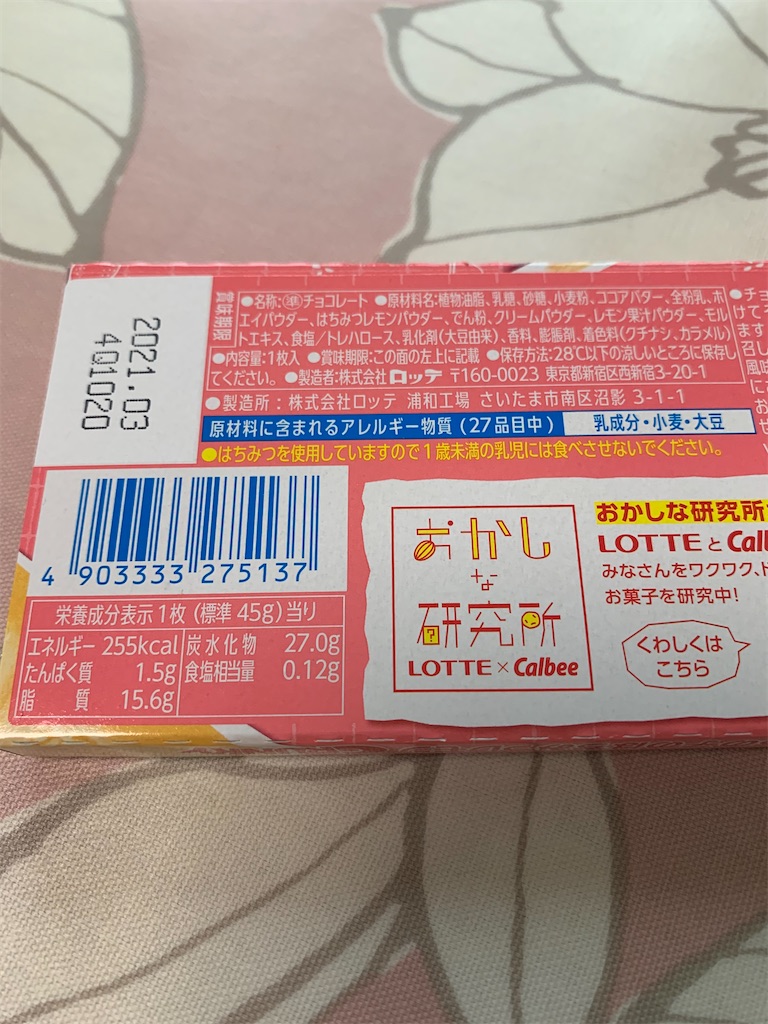 2021.03
401020
賞味期限
●名称:準チョコレート ●原材料名:植物油脂、乳糖、砂糖、小麦粉、ココアバター、全粉乳、ホ
エイパウダー、はちみつレモンパウダー、でん粉、クリームパウダー、レモン果汁パウダー、モル
トエキス、食塩/トレハロース、乳化剤(大豆由来)、香料、膨脹剤、着色料(クチナシ、カラメル)
●内容量:1枚入 ●賞味期限:この面の左上に記載 ●保存方法:28℃以下の涼しいところに保存し
てください。 ●製造者:株式会社ロッテ 〒160-0023 東京都新宿区西新宿3-20-1
●製造所:株式会社ロッテ 浦和工場 さいたま市南区沼影3-1-1
原材料に含まれるアレルギー物質(27品目中) 乳成分・小麦・大豆
●はちみつを使用していますので1歳未満の乳児には食べさせないでください。
4 903333 275137
栄養成分表示1枚(標準45g)当り
エネルギー 255kcal 炭水化物 27.0g
たんぱく質 1.5g 食塩相当量 0.12g
脂質 15.6g
おかし
な
研究所
LOTTE×Calbee
おかしな研究所
LOTTEとCalb
みなさんをワクワク、
お菓子を研究中!
くわしくは
こちら